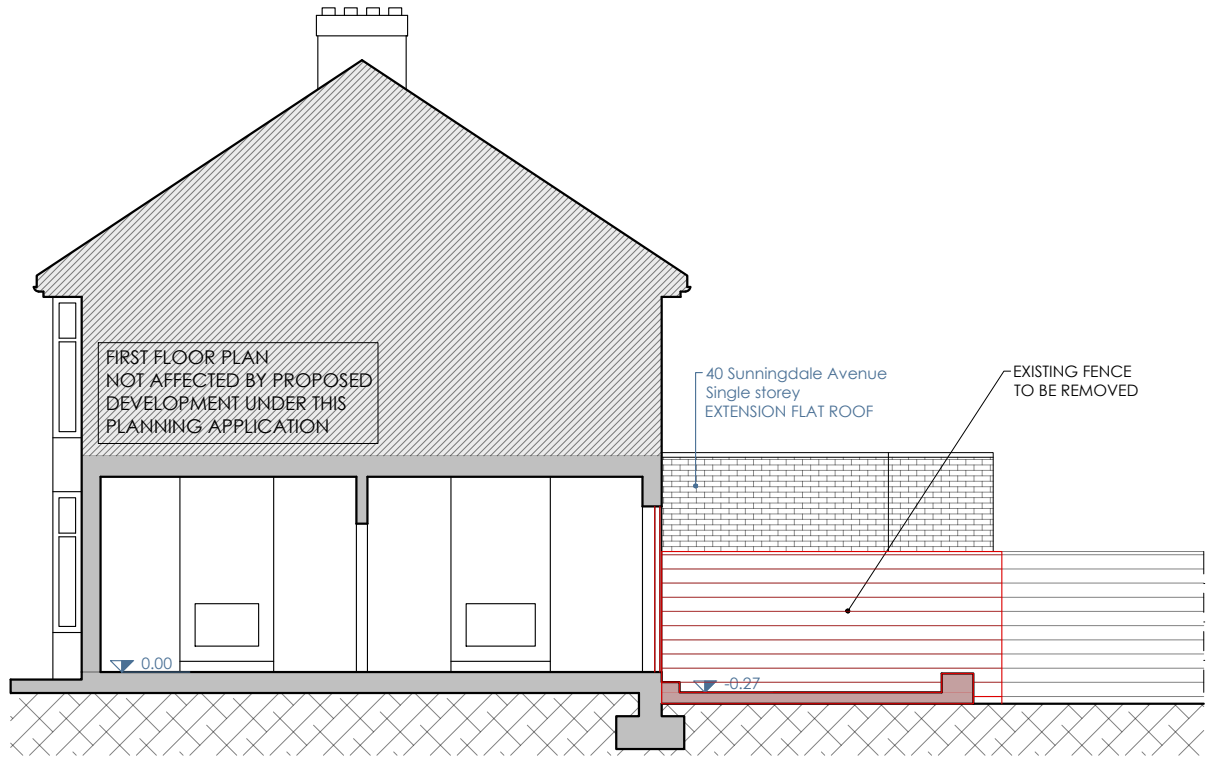 FIRST FLOOR PLAN
NOT AFFECTED BY PROPOSED
DEVELOPMENT UNDER THIS
PLANNING APPLICATION
40 Sunningdale Avenue
Single storey
EXTENSION FLAT ROOF
EXISTING FENCE
TO BE REMOVED
0.00
-0.27